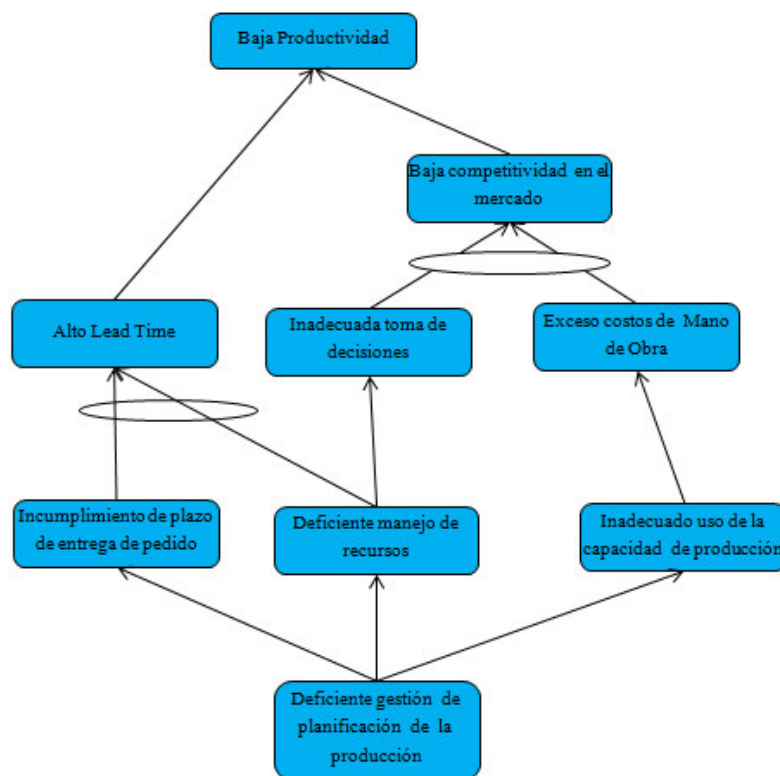 Baja Productividad
Baja competitividad en el
mercado
Alto Lead Time
Inadecuada toma de
decisiones
Exceso costos de Mano
de Obra
Incumplimiento de plazo
de entrega de pedido
Deficiente manejo de
recursos
Inadecuado uso de la
capacidad de producción
Deficiente gestión de
planificación de la
producción